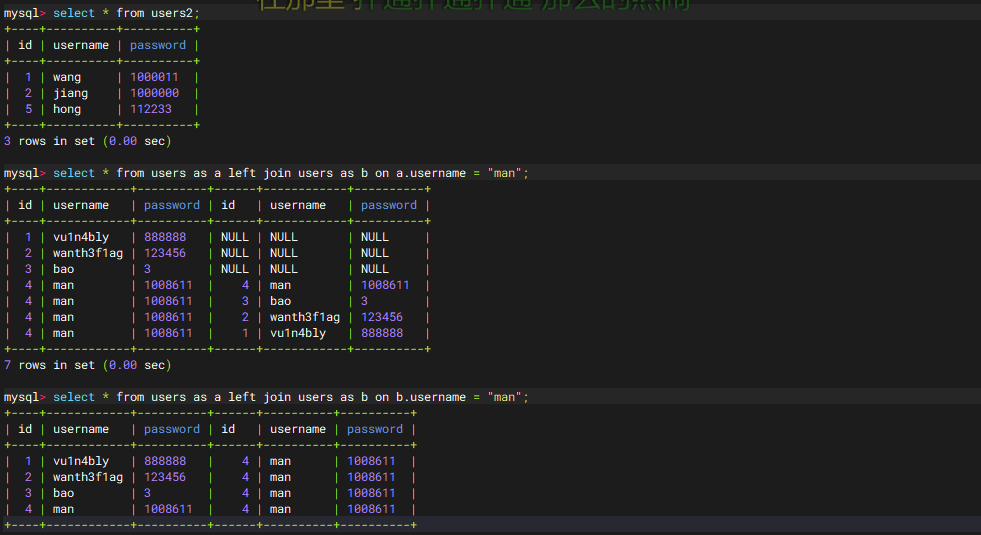 mysql> select * from users2;
+----+----------+----------+
| id | username | password |
+----+----------+----------+
|  1 | wang     | 1000011  |
|  2 | jiang    | 1000000  |
|  5 | hong     | 112233   |
+----+----------+----------+
3 rows in set (0.00 sec)
mysql> select * from users as a left join users as b on a.username = "man";
+----+------------+----------+------+------------+----------+
| id | username   | password | id   | username   | password |
+----+------------+----------+------+------------+----------+
|  1 | vu1n4bly   | 888888   | NULL | NULL       | NULL     |
|  2 | wanth3f1ag | 123456   | NULL | NULL       | NULL     |
|  3 | bao        | 3        | NULL | NULL       | NULL     |
|  4 | man        | 1008611  |    4 | man        | 1008611  |
|  4 | man        | 1008611  |    3 | bao        | 3        |
|  4 | man        | 1008611  |    2 | wanth3f1ag | 123456   |
|  4 | man        | 1008611  |    1 | vu1n4bly   | 888888   |
+----+------------+----------+------+------------+----------+
7 rows in set (0.00 sec)
mysql> select * from users as a left join users as b on b.username = "man";
+----+------------+----------+------+----------+----------+
| id | username   | password | id   | username | password |
+----+------------+----------+------+----------+----------+
|  1 | vu1n4bly   | 888888   |    4 | man      | 1008611  |
|  2 | wanth3f1ag | 123456   |    4 | man      | 1008611  |
|  3 | bao        | 3        |    4 | man      | 1008611  |
|  4 | man        | 1008611  |    4 | man      | 1008611  |
+----+------------+----------+------+----------+----------+